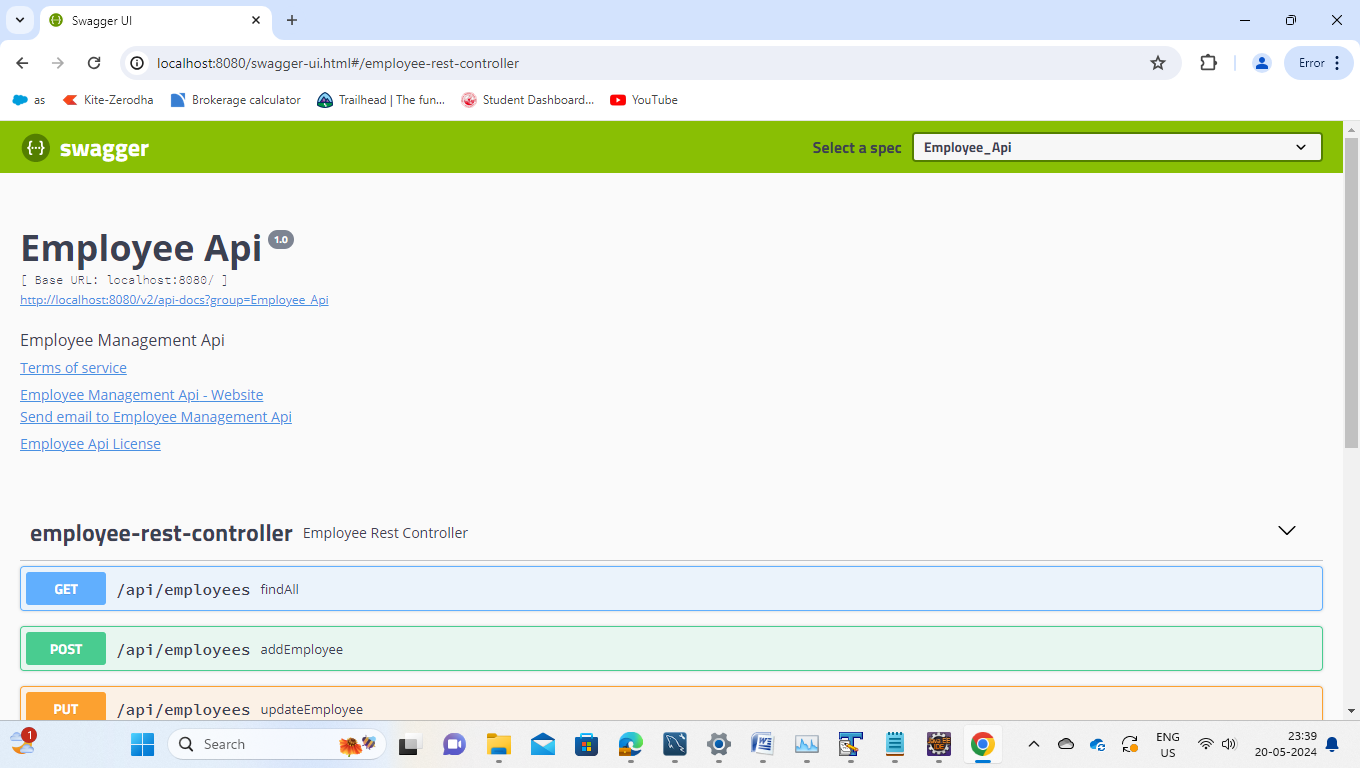 Swagger UI
localhost:8080/swagger-ui.html#/employee-rest-controller
Error
as
Kite-Zerodha
Brokerage calculator
Trailhead | The fun...
Student Dashboard...
YouTube
{··} swagger
Select a spec
Employee_Api
Employee Api 1.0
[ Base URL: localhost:8080/ ]
http://localhost:8080/v2/api-docs?group=Employee_Api
Employee Management Api
Terms of service
Employee Management Api - Website
Send email to Employee Management Api
Employee Api License
employee-rest-controller Employee Rest Controller
GET /api/employees findAll
POST /api/employees addEmployee
PUT /api/employees updateEmployee
1
Search
ENG
US
23:39
20-05-2024